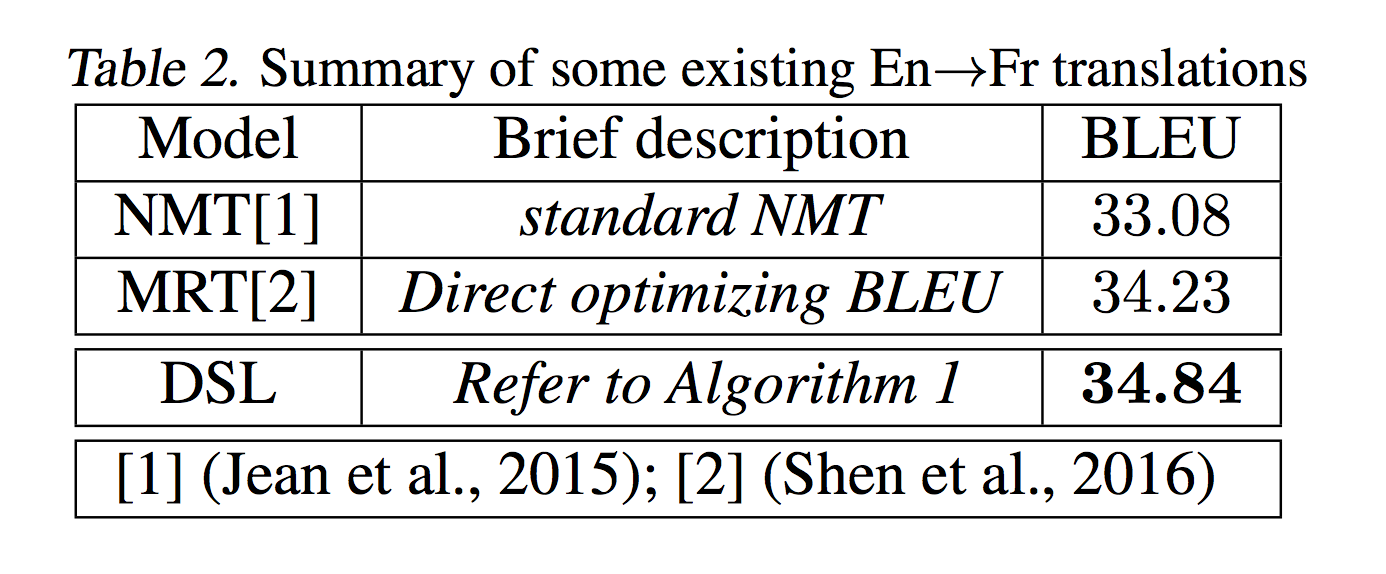 Table 2. Summary of some existing En→Fr translations
Model Brief description BLEU
NMT[1] standard NMT 33.08
MRT[2] Direct optimizing BLEU 34.23
DSL Refer to Algorithm 1 34.84
[1] (Jean et al., 2015); [2] (Shen et al., 2016)